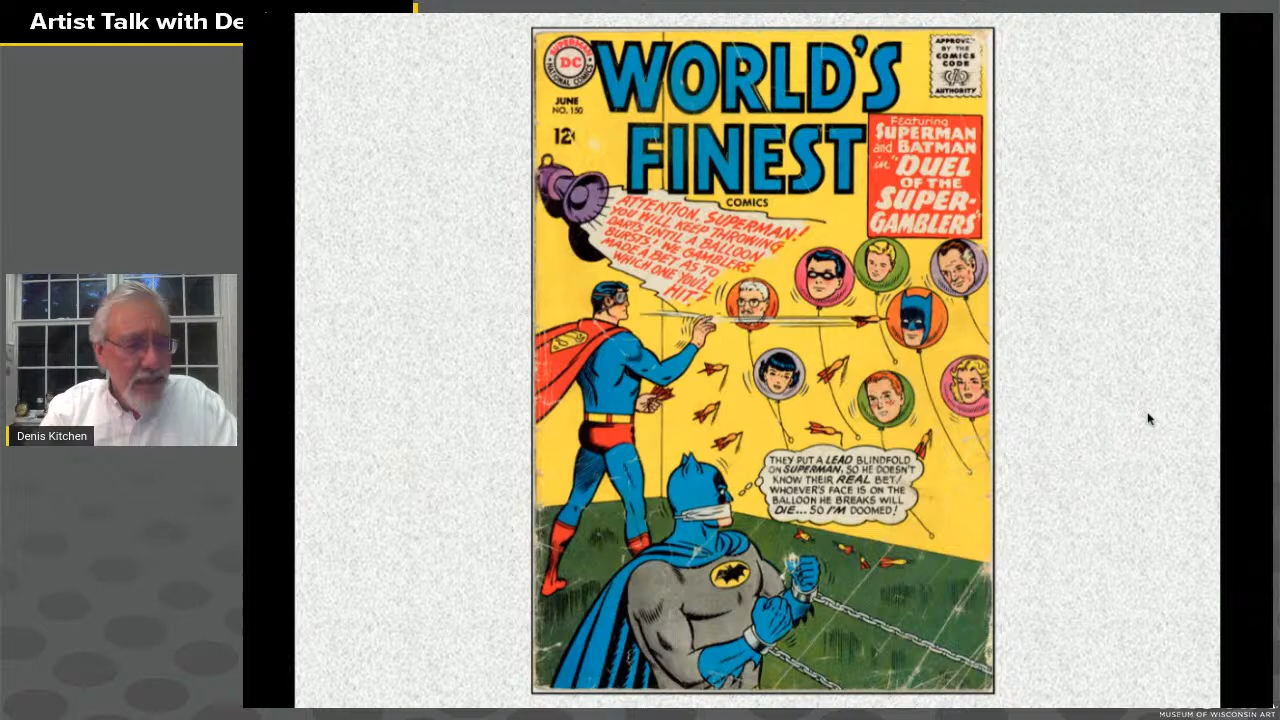 Artist Talk with De
SUPERMAN
DC
NATIONAL COMICS
JUNE
NO. 150
12¢
WORLD'S
FINEST
COMICS
APPROVED
BY THE
COMICS
CODE
AUTHORITY
Featuring
SUPERMAN
and BATMAN
in "DUEL
OF THE
SUPER-
GAMBLERS"
ATTENTION, SUPERMAN!
YOU WILL KEEP THROWING
DARTS UNTIL A BALLOON
BURSTS! WE GAMBLERS
MADE A BET AS TO
WHICH ONE YOU'LL
HIT!
THEY PUT A LEAD BLINDFOLD
ON SUPERMAN, SO HE DOESN'T
KNOW THEIR REAL BET!
WHOEVER'S FACE IS ON THE
BALLOON HE BREAKS WILL
DIE... SO I'M DOOMED!
Denis Kitchen
MUSEUM OF WISCONSIN ART